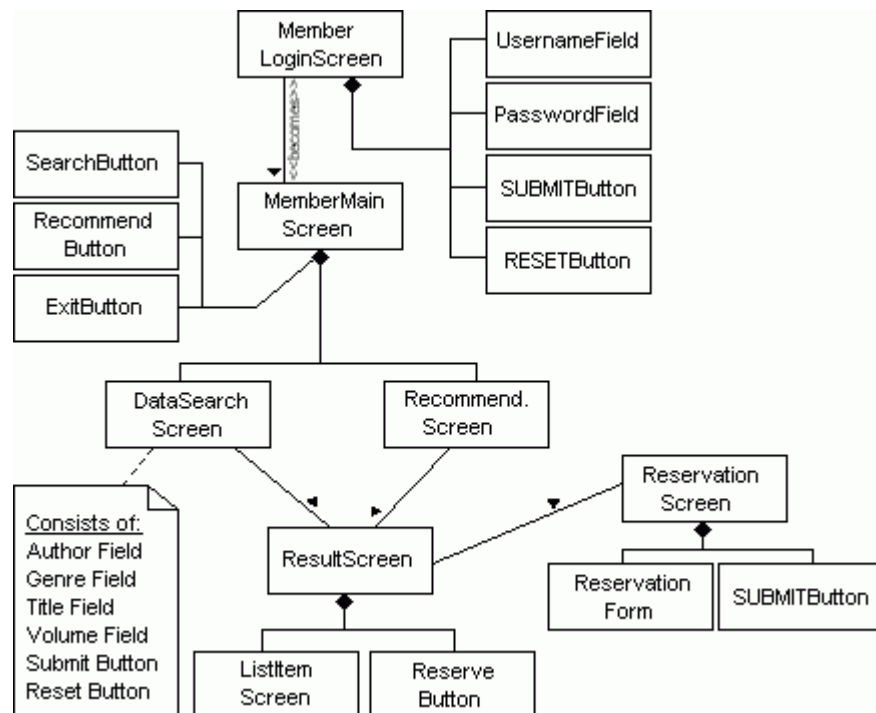 Member
LoginScreen
UsernameField
PasswordField
SUBMITButton
RESETButton
<<becomes>>
SearchButton
Recommend
Button
ExitButton
MemberMain
Screen
DataSearch
Screen
Recommend.
Screen
Reservation
Screen
Consists of:
Author Field
Genre Field
Title Field
Volume Field
Submit Button
Reset Button
ResultScreen
Reservation
Form
SUBMITButton
ListItem
Screen
Reserve
Button